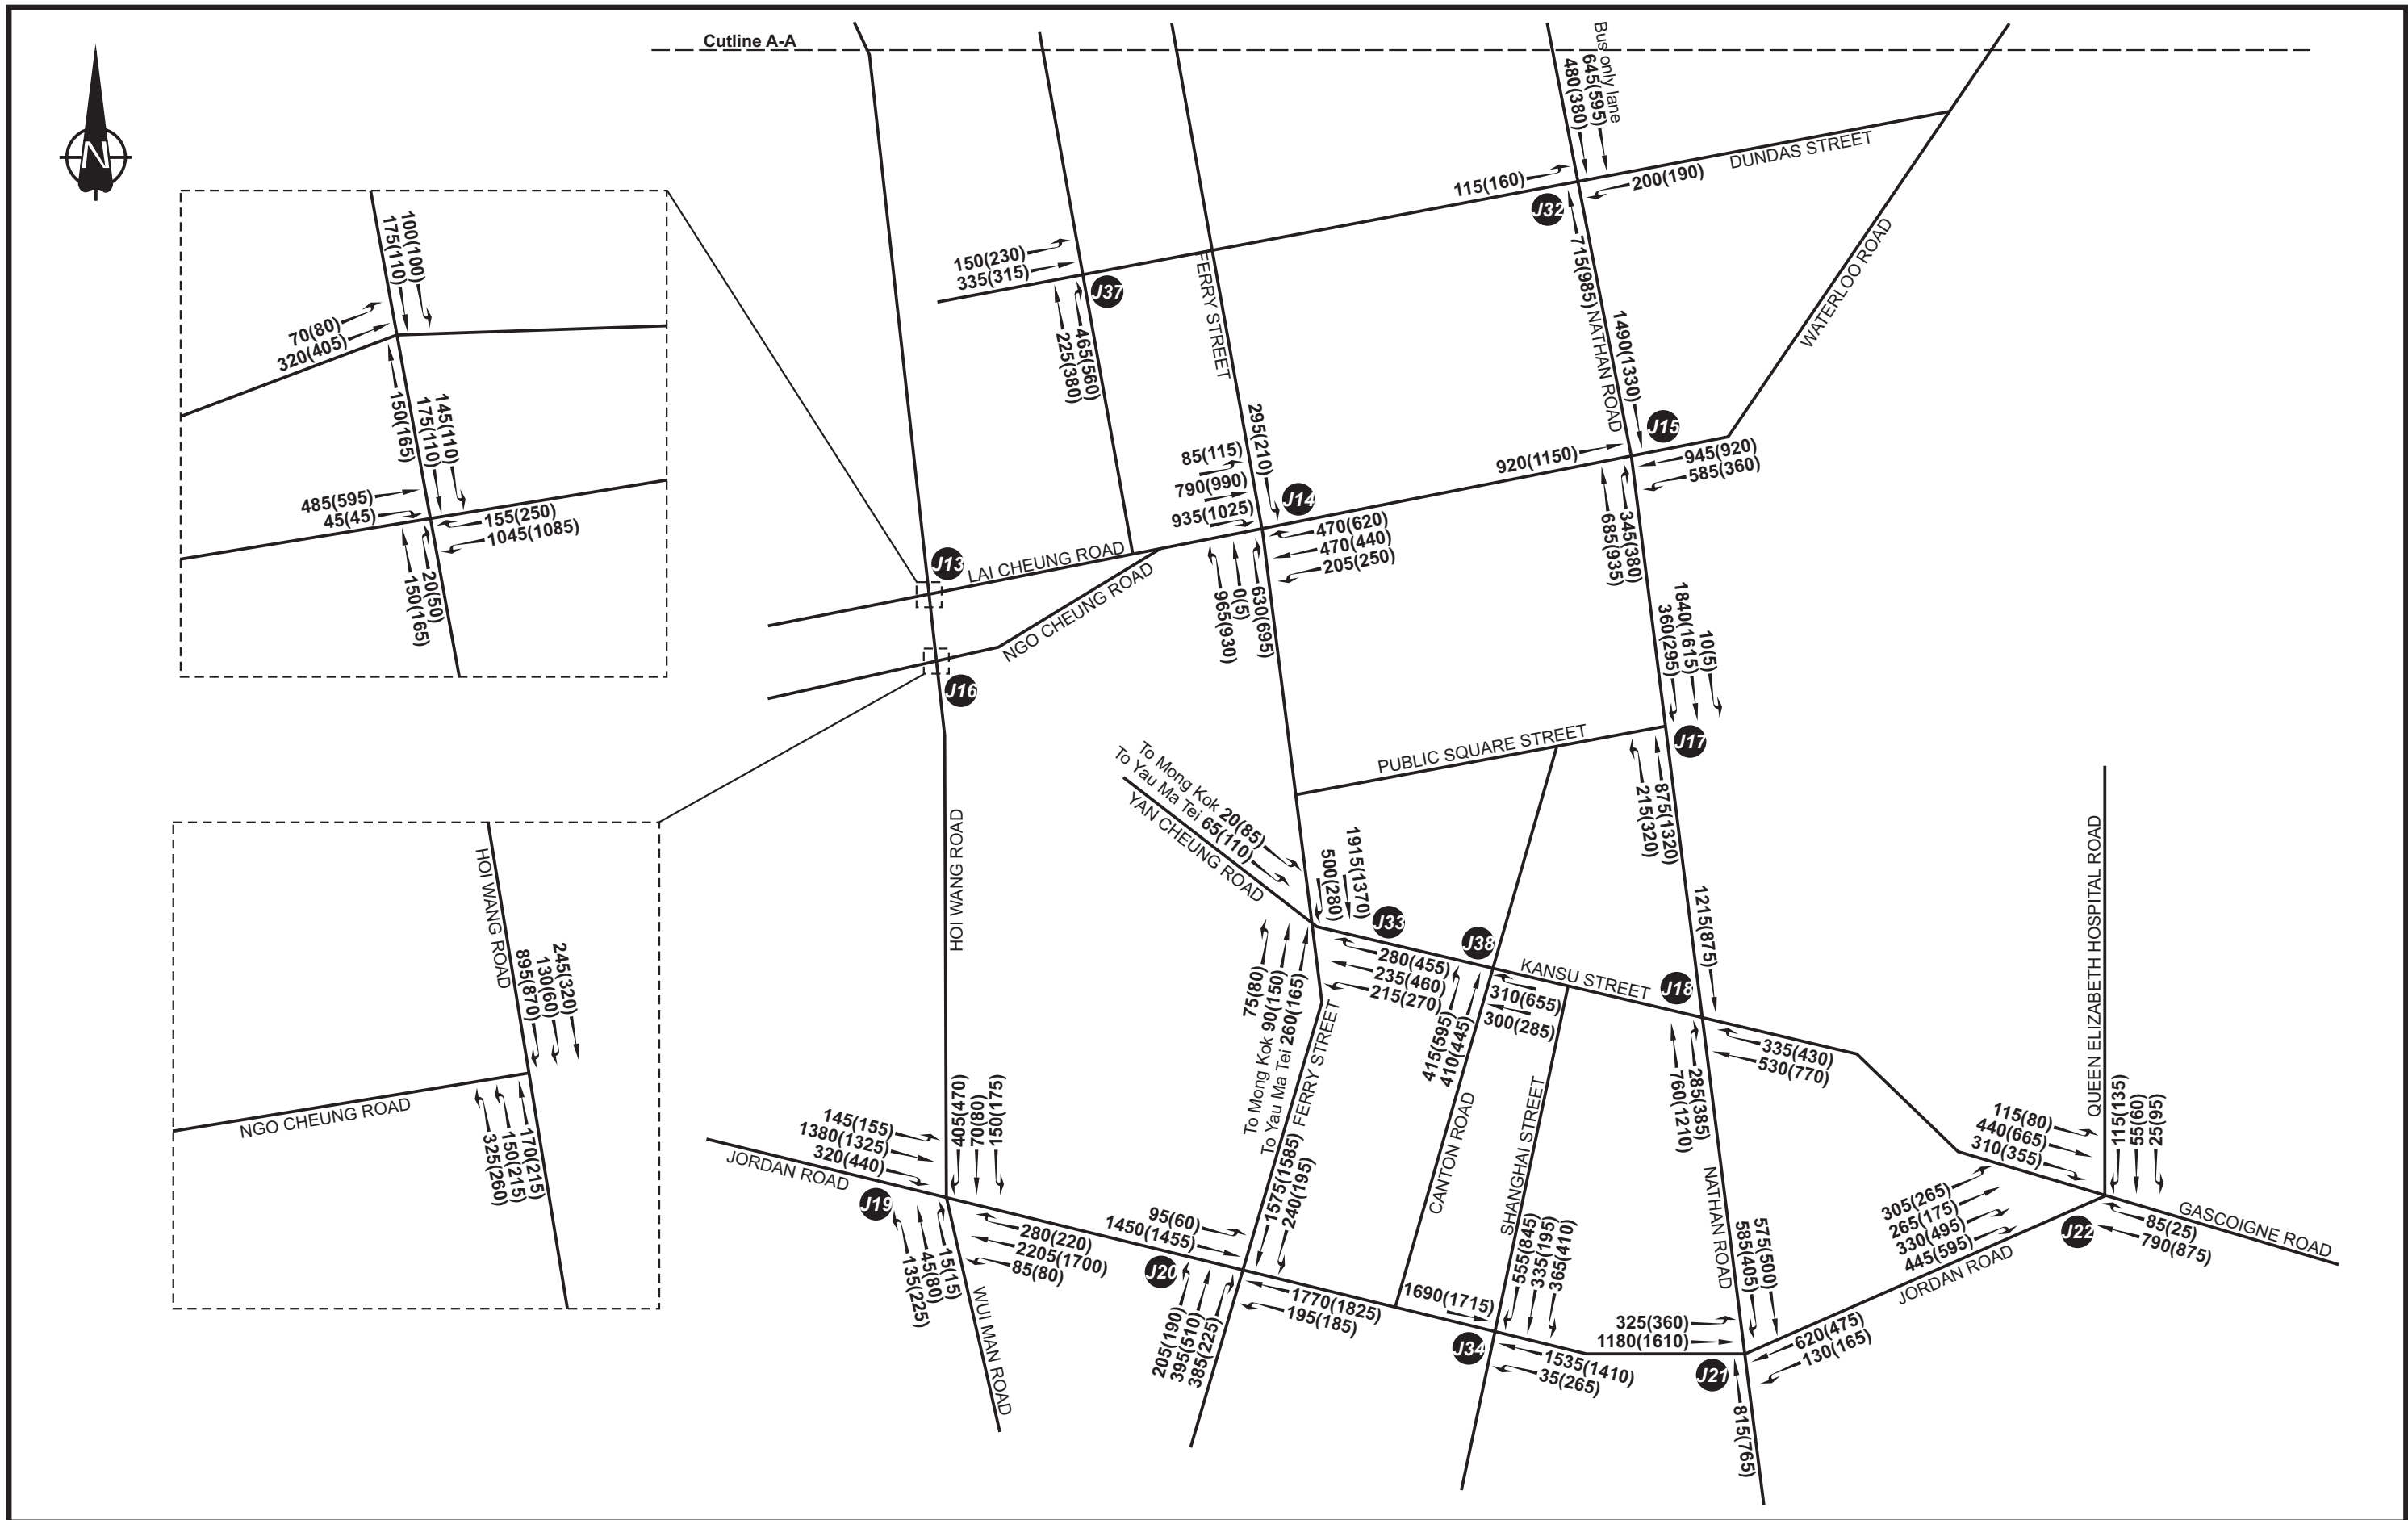 Cutline A-A
N
Bus only lane
645(595)
480(380)
DUNDAS STREET
115(160)
200(190)
J32
715(985)
NATHAN ROAD
1490(1330)
WATERLOO ROAD
150(230)
335(315)
J37
465(560)
225(380)
FERRY STREET
100(100)
175(110)
70(80)
320(405)
150(165)
145(110)
175(110)
485(595)
45(45)
155(250)
1045(1085)
20(50)
150(165)
295(210)
85(115)
790(990)
935(1025)
J14
470(620)
470(440)
205(250)
965(930)
0(5)
630(695)
920(1150)
J15
945(920)
585(360)
345(380)
685(935)
J13
LAI CHEUNG ROAD
NGO CHEUNG ROAD
J16
10(5)
1840(1615)
360(295)
J17
PUBLIC SQUARE STREET
875(1320)
215(320)
To Mong Kok 20(85)
To Yau Ma Tei 65(110)
YAN CHEUNG ROAD
1915(1370)
500(280)
J33
280(455)
235(460)
215(270)
75(80)
To Mong Kok 90(150)
To Yau Ma Tei 260(165)
FERRY STREET
J38
KANSU STREET
310(655)
300(285)
415(595)
410(445)
CANTON ROAD
SHANGHAI STREET
1215(875)
J18
335(430)
530(770)
285(385)
760(1210)
NATHAN ROAD
QUEEN ELIZABETH HOSPITAL ROAD
HOI WANG ROAD
HOI WANG ROAD
245(320)
130(60)
895(870)
NGO CHEUNG ROAD
170(215)
150(215)
325(260)
145(155)
1380(1325)
320(440)
JORDAN ROAD
405(470)
70(80)
150(175)
J19
280(220)
2205(1700)
85(80)
15(15)
45(80)
135(225)
WUI MAN ROAD
95(60)
1450(1455)
J20
1575(1585)
240(195)
1770(1825)
195(185)
205(190)
395(510)
385(225)
1690(1715)
J34
555(845)
335(195)
365(410)
1535(1410)
35(265)
325(360)
1180(1610)
J21
575(500)
585(405)
620(475)
130(165)
815(765)
JORDAN ROAD
305(265)
265(175)
330(495)
445(595)
115(80)
440(665)
310(355)
115(135)
55(60)
25(95)
J22
GASCOIGNE ROAD
85(25)
790(875)